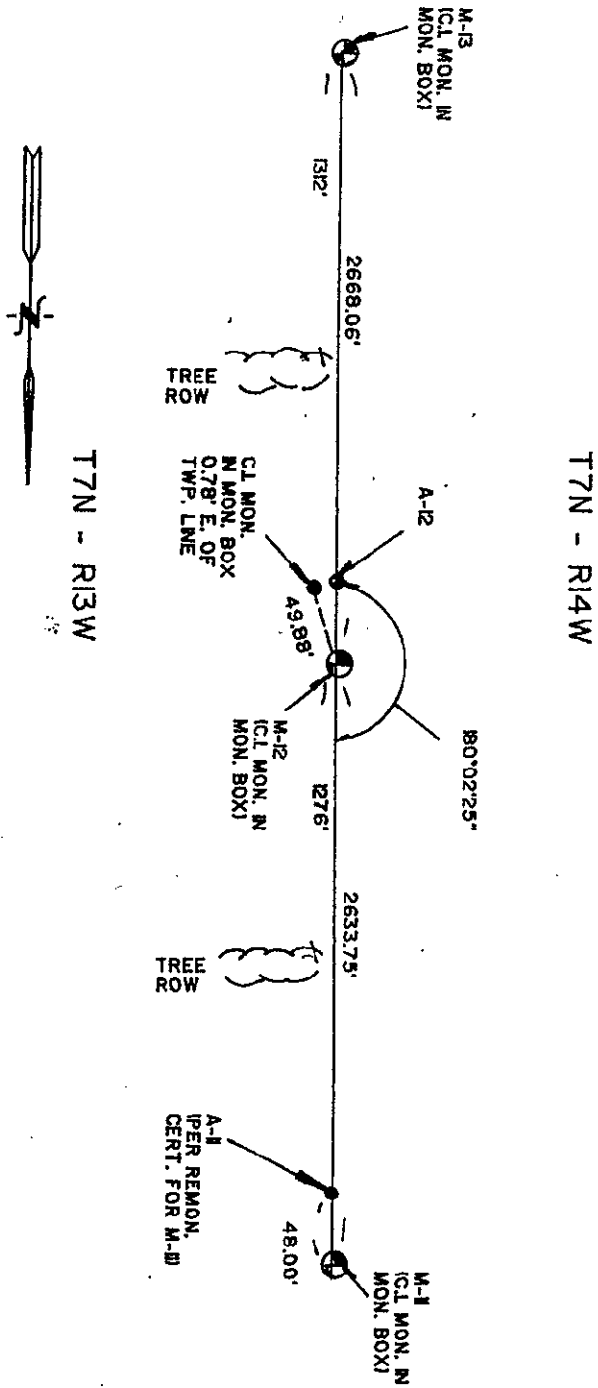 T7N - R14W
M-13
(C.I. MON. IN
MON. BOX)
1312'
2668.06'
TREE
ROW
A-12
C.I. MON.
IN MON. BOX
0.78' E. OF
TWP. LINE
49.88'
180°02'25"
M-12
(C.I. MON. IN
MON. BOX)
1276'
2633.75'
TREE
ROW
A-11
(PER REMON.
CERT. FOR M-11)
48.00'
M-11
(C.I. MON. IN
MON. BOX)
N
T7N - R13W